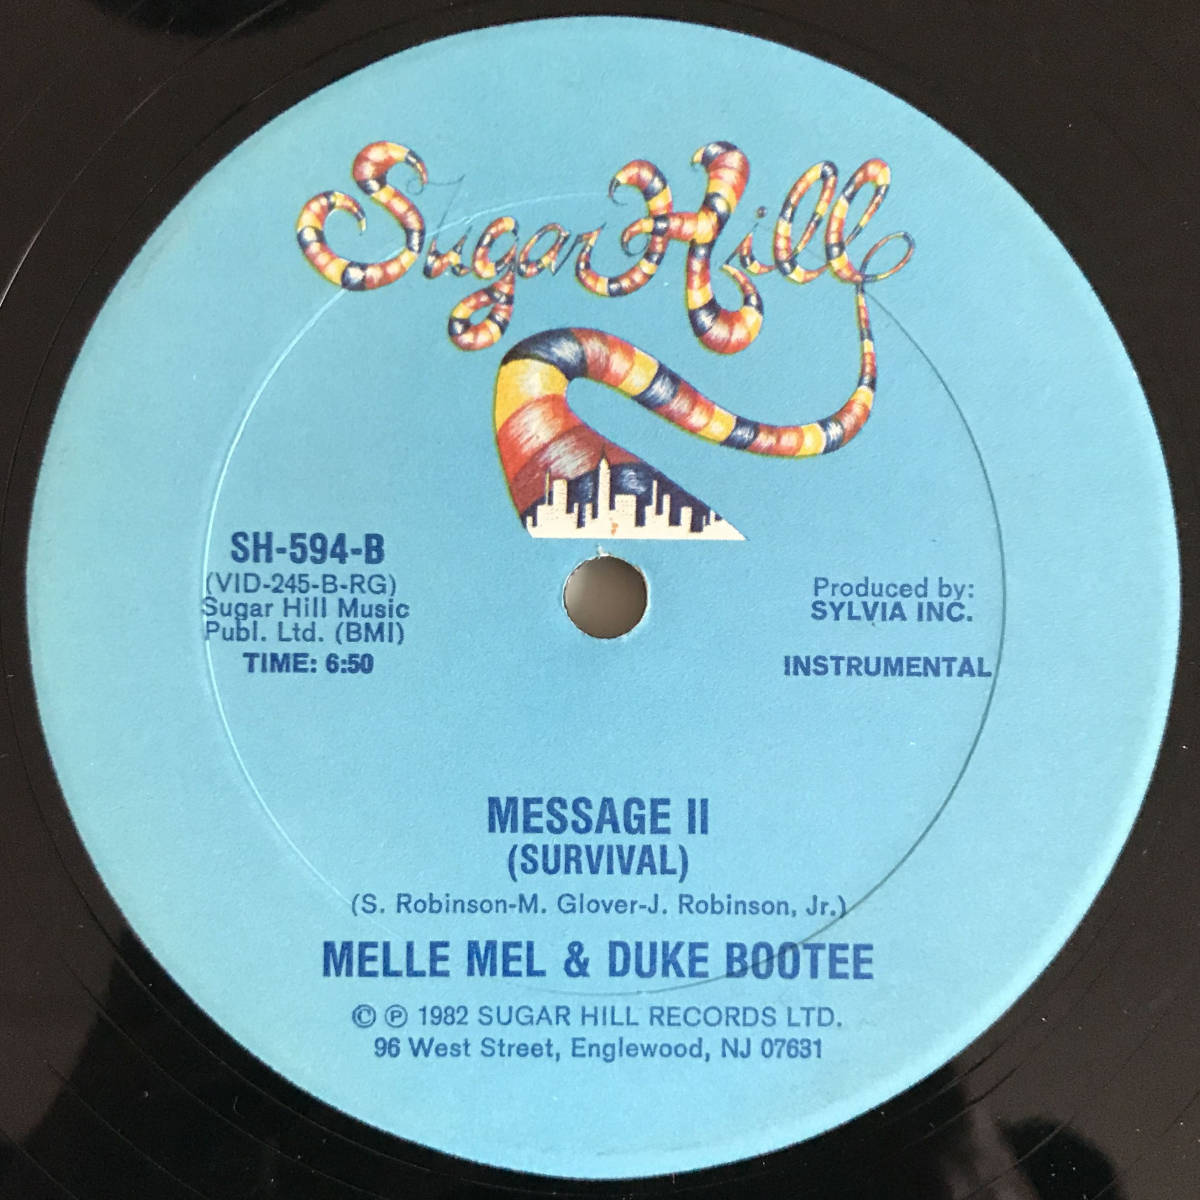 Sugar Hill
SH-594-B
(VID-245-B-RG)
Sugar Hill Music
Publ. Ltd. (BMI)
TIME: 6:50
Produced by:
SYLVIA INC.
INSTRUMENTAL
MESSAGE II
(SURVIVAL)
(S. Robinson-M. Glover-J. Robinson, Jr.)
MELLE MEL & DUKE BOOTEE
© ℗ 1982 SUGAR HILL RECORDS LTD.
96 West Street, Englewood, NJ 07631